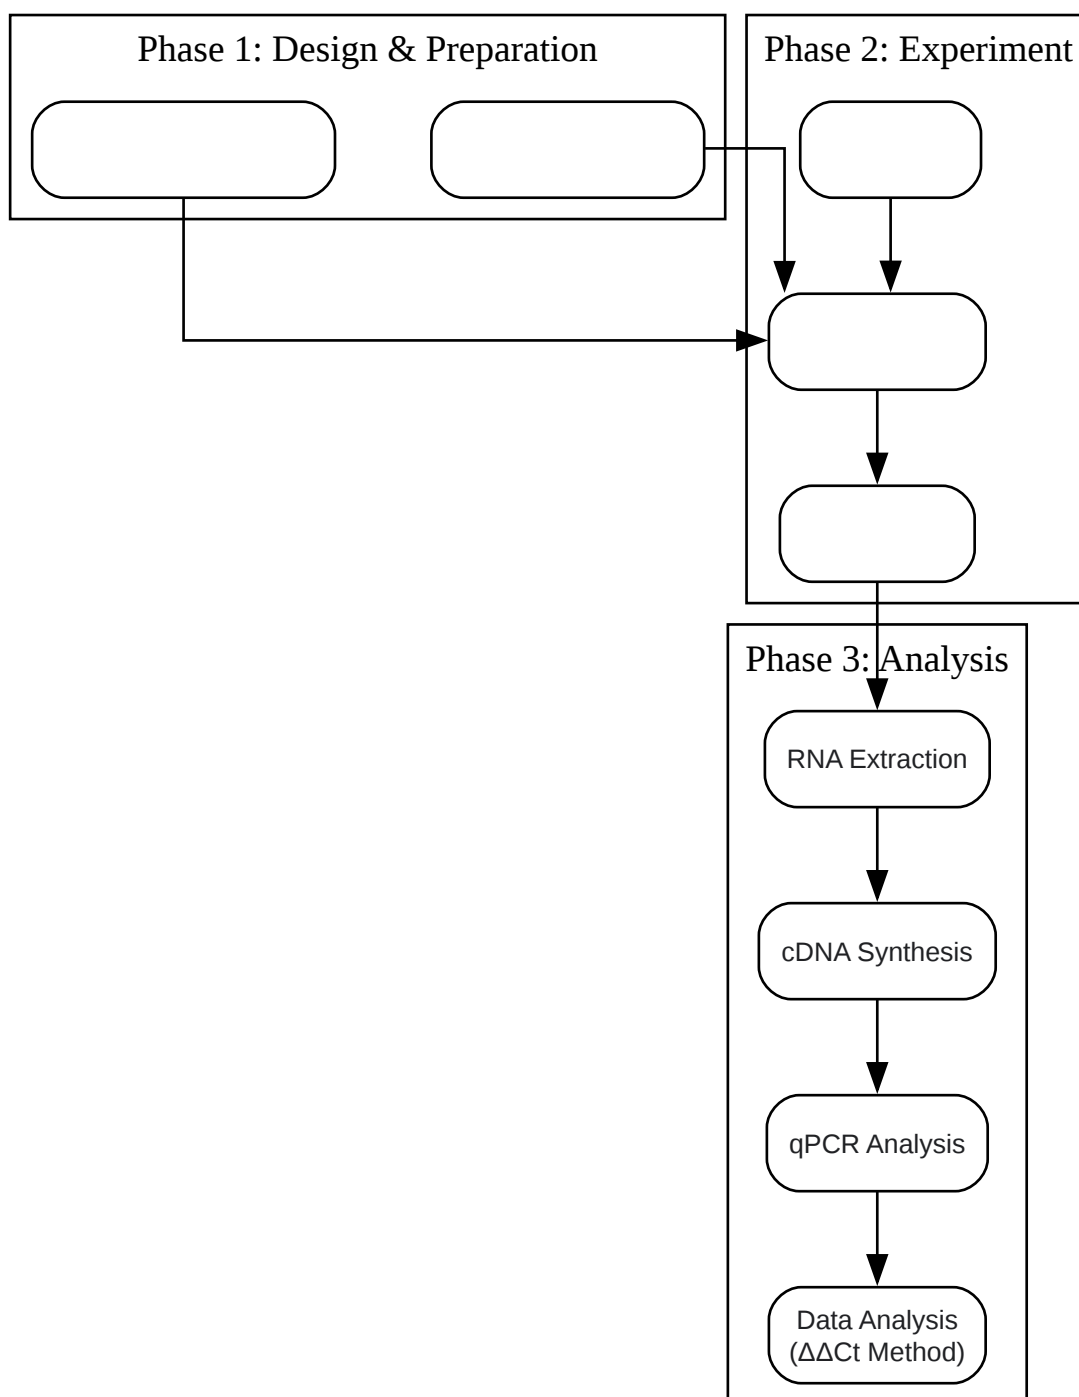 Phase 1: Design & Preparation
Phase 2: Experiment
Phase 3: Analysis
RNA Extraction
cDNA Synthesis
qPCR Analysis
Data Analysis
(ΔΔCt Method)